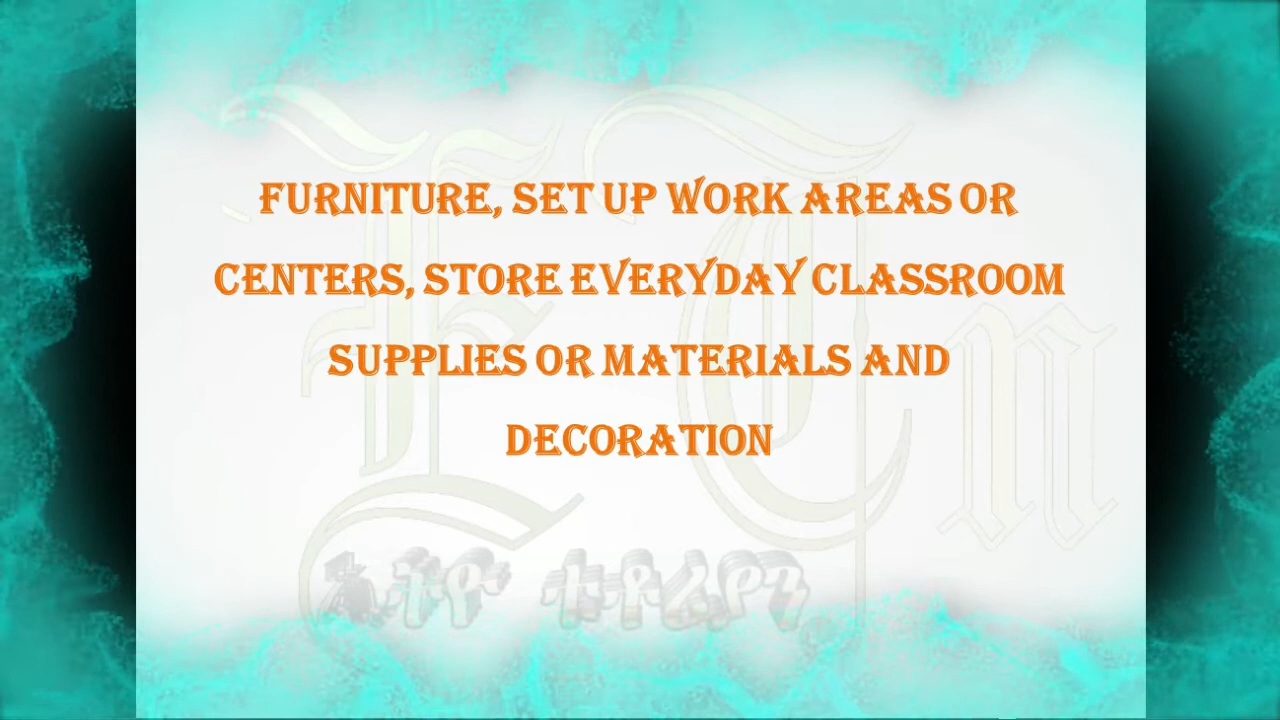 FURNITURE, SET UP WORK AREAS OR
CENTERS, STORE EVERYDAY CLASSROOM
SUPPLIES OR MATERIALS AND
DECORATION